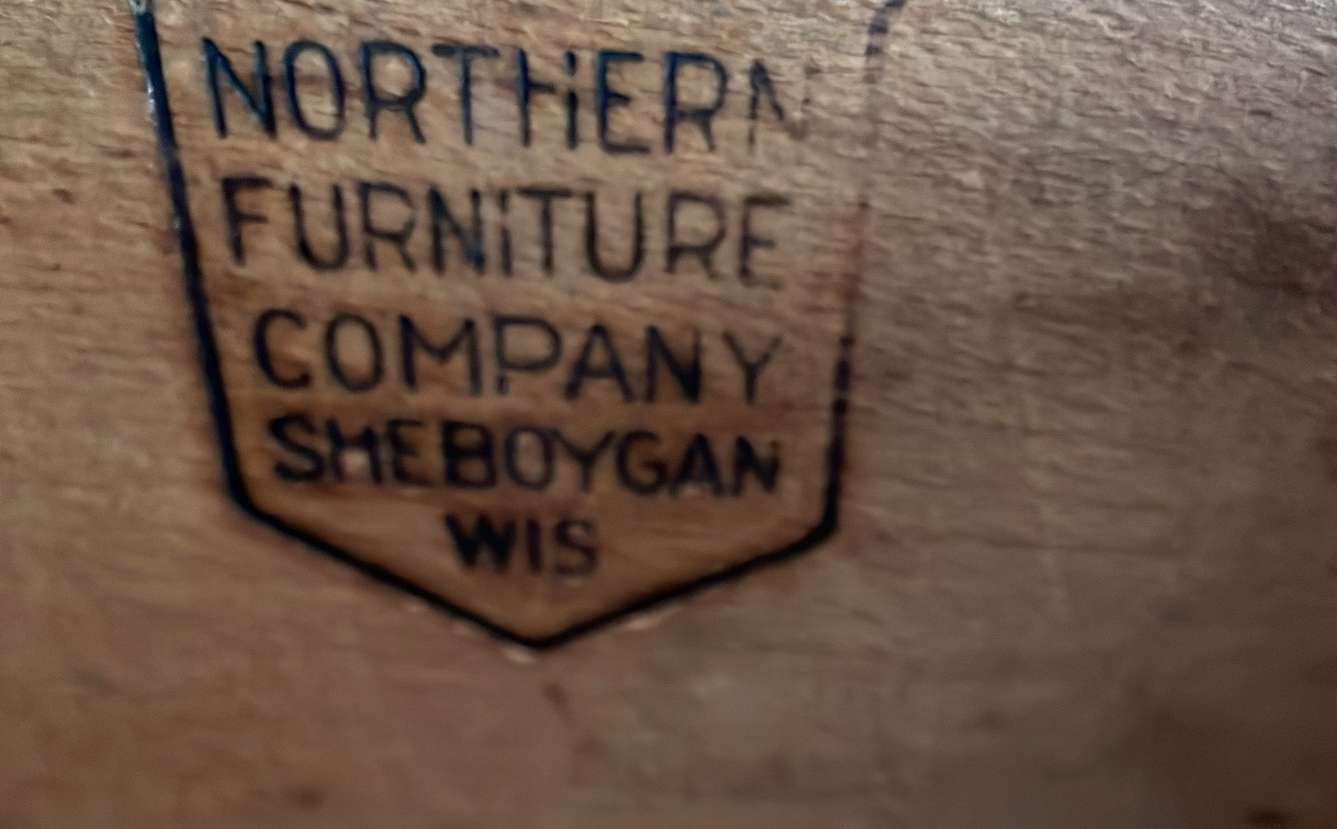 NORTHERN
FURNITURE
COMPANY
SHEBOYGAN
WIS